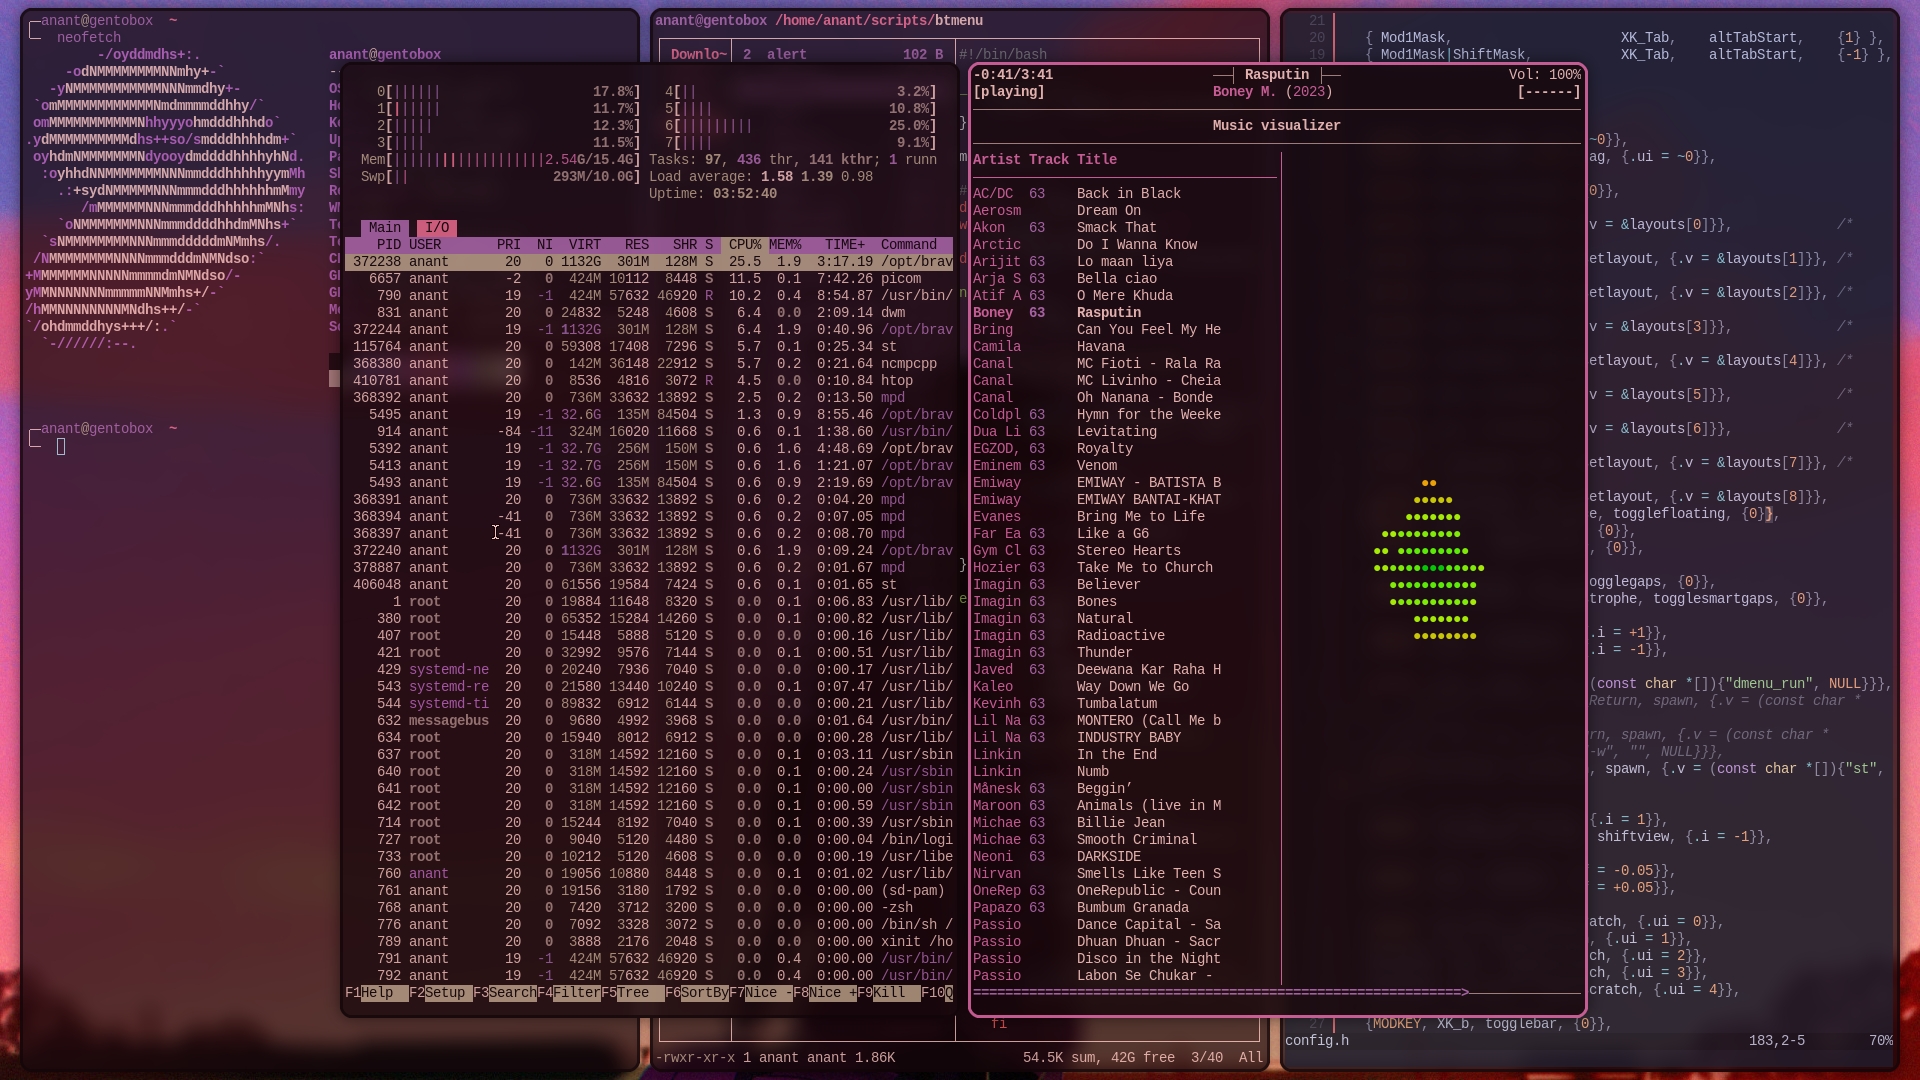 anant@gentobox ~
neofetch
-/oyddmdhs+:.
-odNMMMMMMMMNNmhy+-`
-yNMMMMMMMMMMMNNNmmdhy+-
`omMMMMMMMMMMMMNmdmmmmddhhy/`
omMMMMMMMMMMMNhhyyyohmdddhhhdo`
.ydMMMMMMMMMMdhs++so/smdddhhhhdm+`
oyhdmNMMMMMMMNdyooydmddddhhhhyhNd.
:oyhhdNNMMMMMMMNNNmmdddhhhhhyymMh
.:+sydNMMMMMNNNmmmdddhhhhhhmMmy
/mMMMMMMNNNmmmdddhhhhhmMNhs:
`oNMMMMMMMNNNmmmddddhhdmMNhs+`
`sNMMMMMMMMNNNmmmdddddmNMmhs/.
/NMMMMMMMMNNNNmmmdddmNMNdso:`
+MMMMMMMNNNNNmmmmdmNMNdso/-
yMMNNNNNNNmmmmmNNMmhs+/-`
/hMMNNNNNNNNMNdhs++/-`
`/ohdmmddhys+++/:.`
`-//////:--.
anant@gentobox
anant@gentobox ~
anant@gentobox /home/anant/scripts/btmenu
Downlo~ 2 alert 102 B #!/bin/bash
0[|||||| 17.8%] 4[|| 3.2%]
1[|||||| 11.7%] 5[|||| 10.8%]
2[||||| 12.3%] 6[||||||||| 25.0%]
3[|||| 11.5%] 7[|||| 9.1%]
Mem[|||||||||||||||||||2.54G/15.4G] Tasks: 97, 436 thr, 141 kthr; 1 runn
Swp[|| 293M/10.0G] Load average: 1.58 1.39 0.98
Uptime: 03:52:40
Main I/O
PID USER PRI NI VIRT RES SHR S CPU% MEM% TIME+ Command
372238 anant 20 0 1132G 301M 128M S 25.5 1.9 3:17.19 /opt/brav
6657 anant -2 0 424M 10112 8448 S 11.5 0.1 7:42.26 picom
790 anant 19 -1 424M 57632 46920 R 10.2 0.4 8:54.87 /usr/bin/
831 anant 20 0 24832 5248 4608 S 6.4 0.0 2:09.14 dwm
372244 anant 19 -1 1132G 301M 128M S 6.4 1.9 0:40.96 /opt/brav
115764 anant 20 0 59308 17408 7296 S 5.7 0.1 0:25.34 st
368380 anant 20 0 142M 36148 22912 S 5.7 0.2 0:21.64 ncmpcpp
410781 anant 20 0 8536 4816 3072 R 4.5 0.0 0:10.84 htop
368392 anant 20 0 736M 33632 13892 S 2.5 0.2 0:13.50 mpd
5495 anant 19 -1 32.6G 135M 84504 S 1.3 0.9 8:55.46 /opt/brav
914 anant -84 -11 324M 16020 11668 S 0.6 0.1 1:38.60 /usr/bin/
5392 anant 19 -1 32.7G 256M 150M S 0.6 1.6 4:48.69 /opt/brav
5413 anant 19 -1 32.7G 256M 150M S 0.6 1.6 1:21.07 /opt/brav
5493 anant 19 -1 32.6G 135M 84504 S 0.6 0.9 2:19.69 /opt/brav
368391 anant 20 0 736M 33632 13892 S 0.6 0.2 0:04.20 mpd
368394 anant -41 0 736M 33632 13892 S 0.6 0.2 0:07.05 mpd
368397 anant -41 0 736M 33632 13892 S 0.6 0.2 0:08.70 mpd
372240 anant 20 0 1132G 301M 128M S 0.6 1.9 0:09.24 /opt/brav
378887 anant 20 0 736M 33632 13892 S 0.6 0.2 0:01.67 mpd
406048 anant 20 0 61556 19584 7424 S 0.6 0.1 0:01.65 st
1 root 20 0 19884 11648 8320 S 0.0 0.1 0:06.83 /usr/lib/
380 root 20 0 65352 15284 14260 S 0.0 0.1 0:00.82 /usr/lib/
407 root 20 0 15448 5888 5120 S 0.0 0.0 0:00.16 /usr/lib/
421 root 20 0 32992 9576 7144 S 0.0 0.1 0:00.51 /usr/lib/
429 systemd-ne 20 0 20240 7936 7040 S 0.0 0.0 0:00.17 /usr/lib/
543 systemd-re 20 0 21580 13440 10240 S 0.0 0.1 0:07.47 /usr/lib/
544 systemd-ti 20 0 89832 6912 6144 S 0.0 0.0 0:00.21 /usr/lib/
632 messagebus 20 0 9680 4992 3968 S 0.0 0.0 0:01.64 /usr/bin/
634 root 20 0 15940 8012 6912 S 0.0 0.0 0:00.28 /usr/lib/
637 root 20 0 318M 14592 12160 S 0.0 0.1 0:03.11 /usr/sbin
640 root 20 0 318M 14592 12160 S 0.0 0.1 0:00.24 /usr/sbin
641 root 20 0 318M 14592 12160 S 0.0 0.1 0:00.00 /usr/sbin
642 root 20 0 318M 14592 12160 S 0.0 0.1 0:00.59 /usr/sbin
714 root 20 0 15244 8192 7040 S 0.0 0.1 0:00.39 /usr/sbin
727 root 20 0 9040 5120 4480 S 0.0 0.0 0:00.04 /bin/logi
733 root 20 0 10212 5120 4608 S 0.0 0.0 0:00.19 /usr/libe
760 anant 20 0 19056 10880 8448 S 0.0 0.1 0:01.02 /usr/lib/
761 anant 20 0 19156 3180 1792 S 0.0 0.0 0:00.00 (sd-pam)
768 anant 20 0 7420 3712 3200 S 0.0 0.0 0:00.00 -zsh
776 anant 20 0 7092 3328 3072 S 0.0 0.0 0:00.00 /bin/sh /
789 anant 20 0 3888 2176 2048 S 0.0 0.0 0:00.00 xinit /ho
791 anant 19 -1 424M 57632 46920 S 0.0 0.4 0:00.00 /usr/bin/
792 anant 19 -1 424M 57632 46920 S 0.0 0.4 0:00.00 /usr/bin/
F1Help F2Setup F3SearchF4FilterF5Tree F6SortByF7Nice -F8Nice +F9Kill F10Q
-0:41/3:41 Rasputin Vol: 100%
[playing] Boney M. (2023) [------]
Music visualizer
Artist Track Title
AC/DC 63 Back in Black
Aerosm Dream On
Akon 63 Smack That
Arctic Do I Wanna Know
Arijit 63 Lo maan liya
Arja S 63 Bella ciao
Atif A 63 O Mere Khuda
Boney 63 Rasputin
Bring Can You Feel My He
Camila Havana
Canal MC Fioti - Rala Ra
Canal MC Livinho - Cheia
Canal Oh Nanana - Bonde
Coldpl 63 Hymn for the Weeke
Dua Li 63 Levitating
EGZOD, 63 Royalty
Eminem 63 Venom
Emiway EMIWAY - BATISTA B
Emiway EMIWAY BANTAI-KHAT
Evanes Bring Me to Life
Far Ea 63 Like a G6
Gym Cl 63 Stereo Hearts
Hozier 63 Take Me to Church
Imagin 63 Believer
Imagin 63 Bones
Imagin 63 Natural
Imagin 63 Radioactive
Imagin 63 Thunder
Javed 63 Deewana Kar Raha H
Kaleo Way Down We Go
Kevinh 63 Tumbalatum
Lil Na 63 MONTERO (Call Me b
Lil Na 63 INDUSTRY BABY
Linkin In the End
Linkin Numb
Månesk 63 Beggin’
Maroon 63 Animals (live in M
Michae 63 Billie Jean
Michae 63 Smooth Criminal
Neoni 63 DARKSIDE
Nirvan Smells Like Teen S
OneRep 63 OneRepublic - Coun
Papazo 63 Bumbum Granada
Passio Dance Capital - Sa
Passio Dhuan Dhuan - Sacr
Passio Disco in the Night
Passio Labon Se Chukar -
fi
-rwxr-xr-x 1 anant anant 1.86K 54.5K sum, 42G free 3/40 All
21
20 { Mod1Mask, XK_Tab, altTabStart, {1} },
19 { Mod1Mask|ShiftMask, XK_Tab, altTabStart, {-1} },
~0}},
ag, {.ui = ~0}},
0}},
v = &layouts[0]}}, /*
etlayout, {.v = &layouts[1]}}, /*
etlayout, {.v = &layouts[2]}}, /*
v = &layouts[3]}}, /*
etlayout, {.v = &layouts[4]}}, /*
v = &layouts[5]}}, /*
v = &layouts[6]}}, /*
etlayout, {.v = &layouts[7]}}, /*
etlayout, {.v = &layouts[8]}},
e, togglefloating, {0}},
{0}},
, {0}},
ogglegaps, {0}},
trophe, togglesmartgaps, {0}},
.i = +1}},
.i = -1}},
(const char *[]){"dmenu_run", NULL}}},
Return, spawn, {.v = (const char *
rn, spawn, {.v = (const char *
-w", "", NULL}}},
, spawn, {.v = (const char *[]){"st",
{.i = 1}},
shiftview, {.i = -1}},
= -0.05}},
= +0.05}},
atch, {.ui = 0}},
, {.ui = 1}},
ch, {.ui = 2}},
ch, {.ui = 3}},
cratch, {.ui = 4}},
27 {MODKEY, XK_b, togglebar, {0}},
config.h 183,2-5 70%